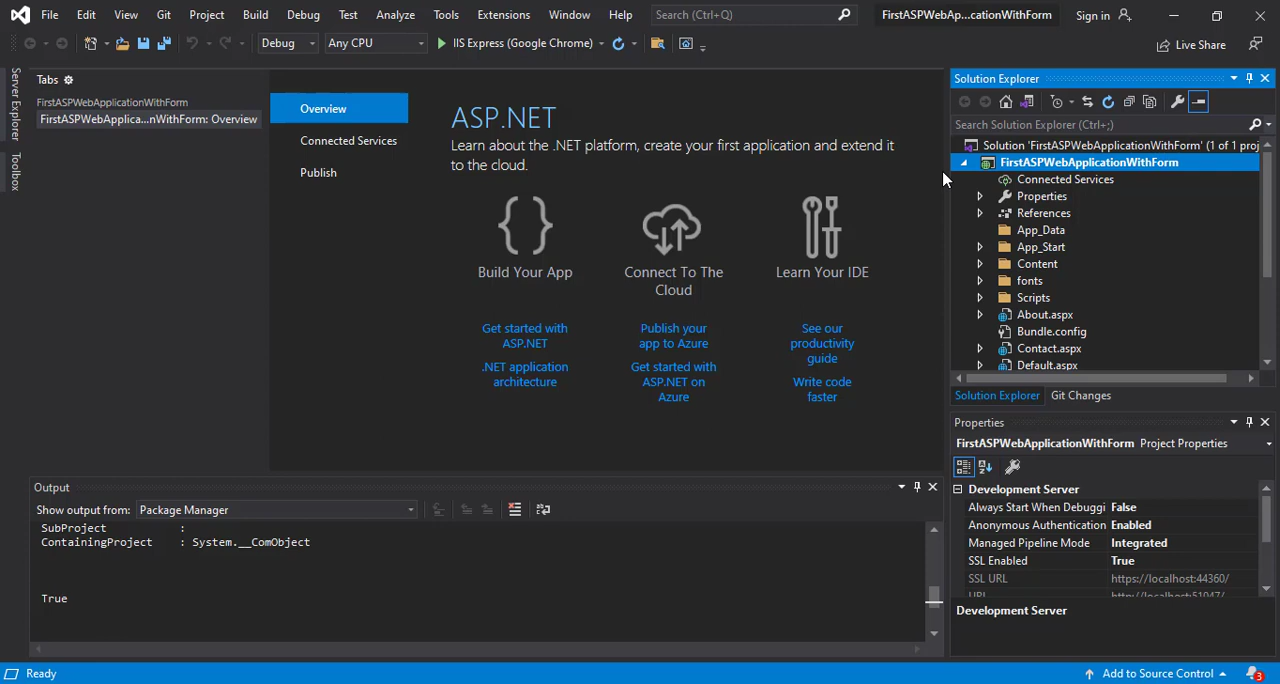 File Edit View Git Project Build Debug Test Analyze Tools Extensions Window Help Search (Ctrl+Q) FirstASPWebAp...cationWithForm Sign in
Debug Any CPU IIS Express (Google Chrome) Live Share
Server Explorer
Toolbox
Tabs
FirstASPWebApplicationWithForm
FirstASPWebApplica...nWithForm: Overview
Overview
Connected Services
Publish
ASP.NET
Learn about the .NET platform, create your first application and extend it
to the cloud.
Build Your App
Get started with
ASP.NET
.NET application
architecture
Connect To The
Cloud
Publish your
app to Azure
Get started with
ASP.NET on
Azure
Learn Your IDE
See our
productivity
guide
Write code
faster
Solution Explorer
Search Solution Explorer (Ctrl+;)
Solution 'FirstASPWebApplicationWithForm' (1 of 1 proj
FirstASPWebApplicationWithForm
Connected Services
Properties
References
App_Data
App_Start
Content
fonts
Scripts
About.aspx
Bundle.config
Contact.aspx
Default.aspx
Solution Explorer Git Changes
Properties
FirstASPWebApplicationWithForm Project Properties
Development Server
Always Start When Debuggi False
Anonymous Authentication Enabled
Managed Pipeline Mode Integrated
SSL Enabled True
SSL URL https://localhost:44360/
URL http://localhost:51047/
Development Server
Output
Show output from: Package Manager
SubProject :
ContainingProject : System.__ComObject
True
Ready Add to Source Control 3